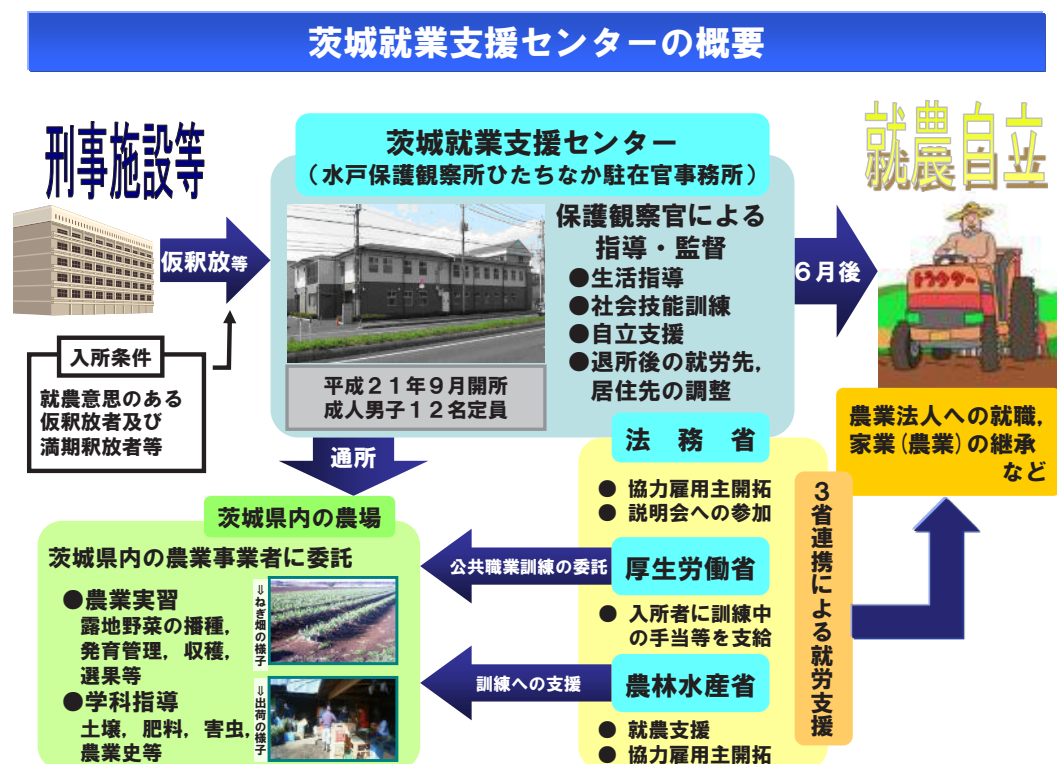 茨城就業支援センターの概要
刑事施設等
仮釈放等
入所条件
就農意思のある
仮釈放者及び
満期釈放者等
茨城就業支援センター
（水戸保護観察所ひたちなか駐在官事務所）
保護観察官による
指導・監督
●生活指導
●社会技能訓練
●自立支援
●退所後の就労先，
居住先の調整
平成２１年９月開所
成人男子１２名定員
６月後
就農自立
トラクター
農業法人への就職，
家業（農業）の継承
など
通所
茨城県内の農場
茨城県内の農業事業者に委託
●農業実習
露地野菜の播種，
発育管理，収穫，
選果等
●学科指導
土壌，肥料，害虫，
農業史等
⇓ねぎ畑の様子
⇓出荷の様子
公共職業訓練の委託
訓練への支援
法務省
● 協力雇用主開拓
● 説明会への参加
厚生労働省
● 入所者に訓練中
の手当等を支給
農林水産省
● 就農支援
● 協力雇用主開拓
３省連携による就労支援